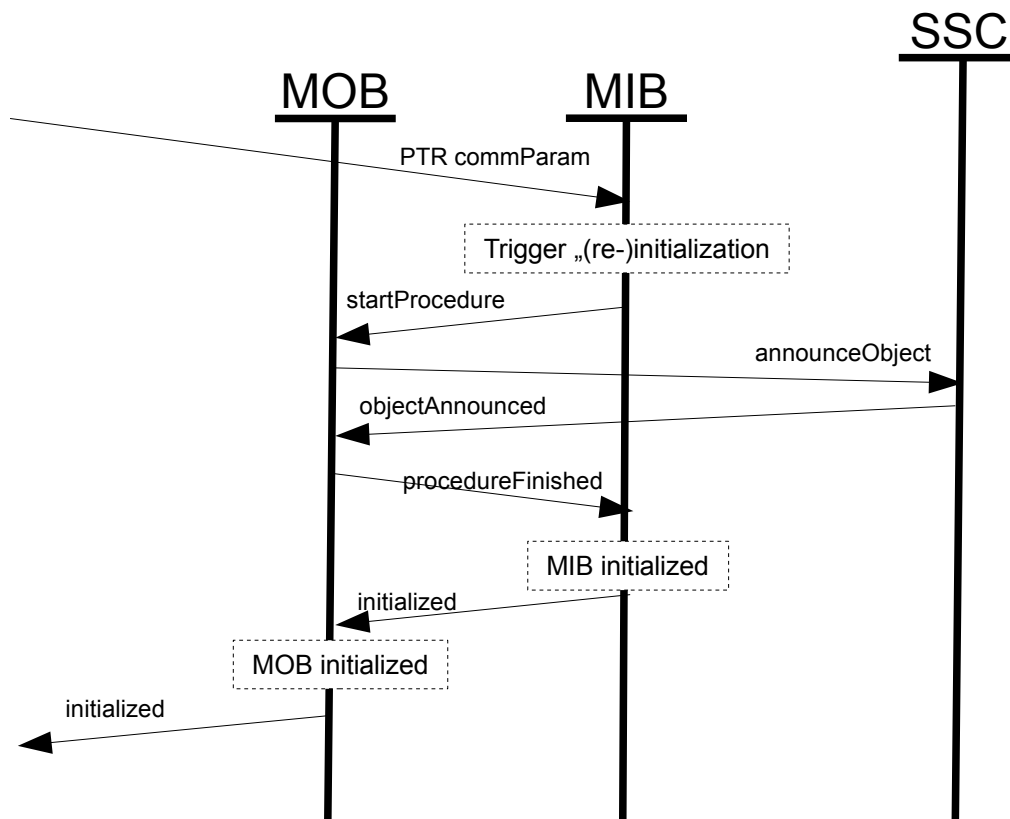 SSC
MOB
MIB
PTR commParam
Trigger „(re-)initialization
startProcedure
announceObject
objectAnnounced
procedureFinished
MIB initialized
initialized
MOB initialized
initialized